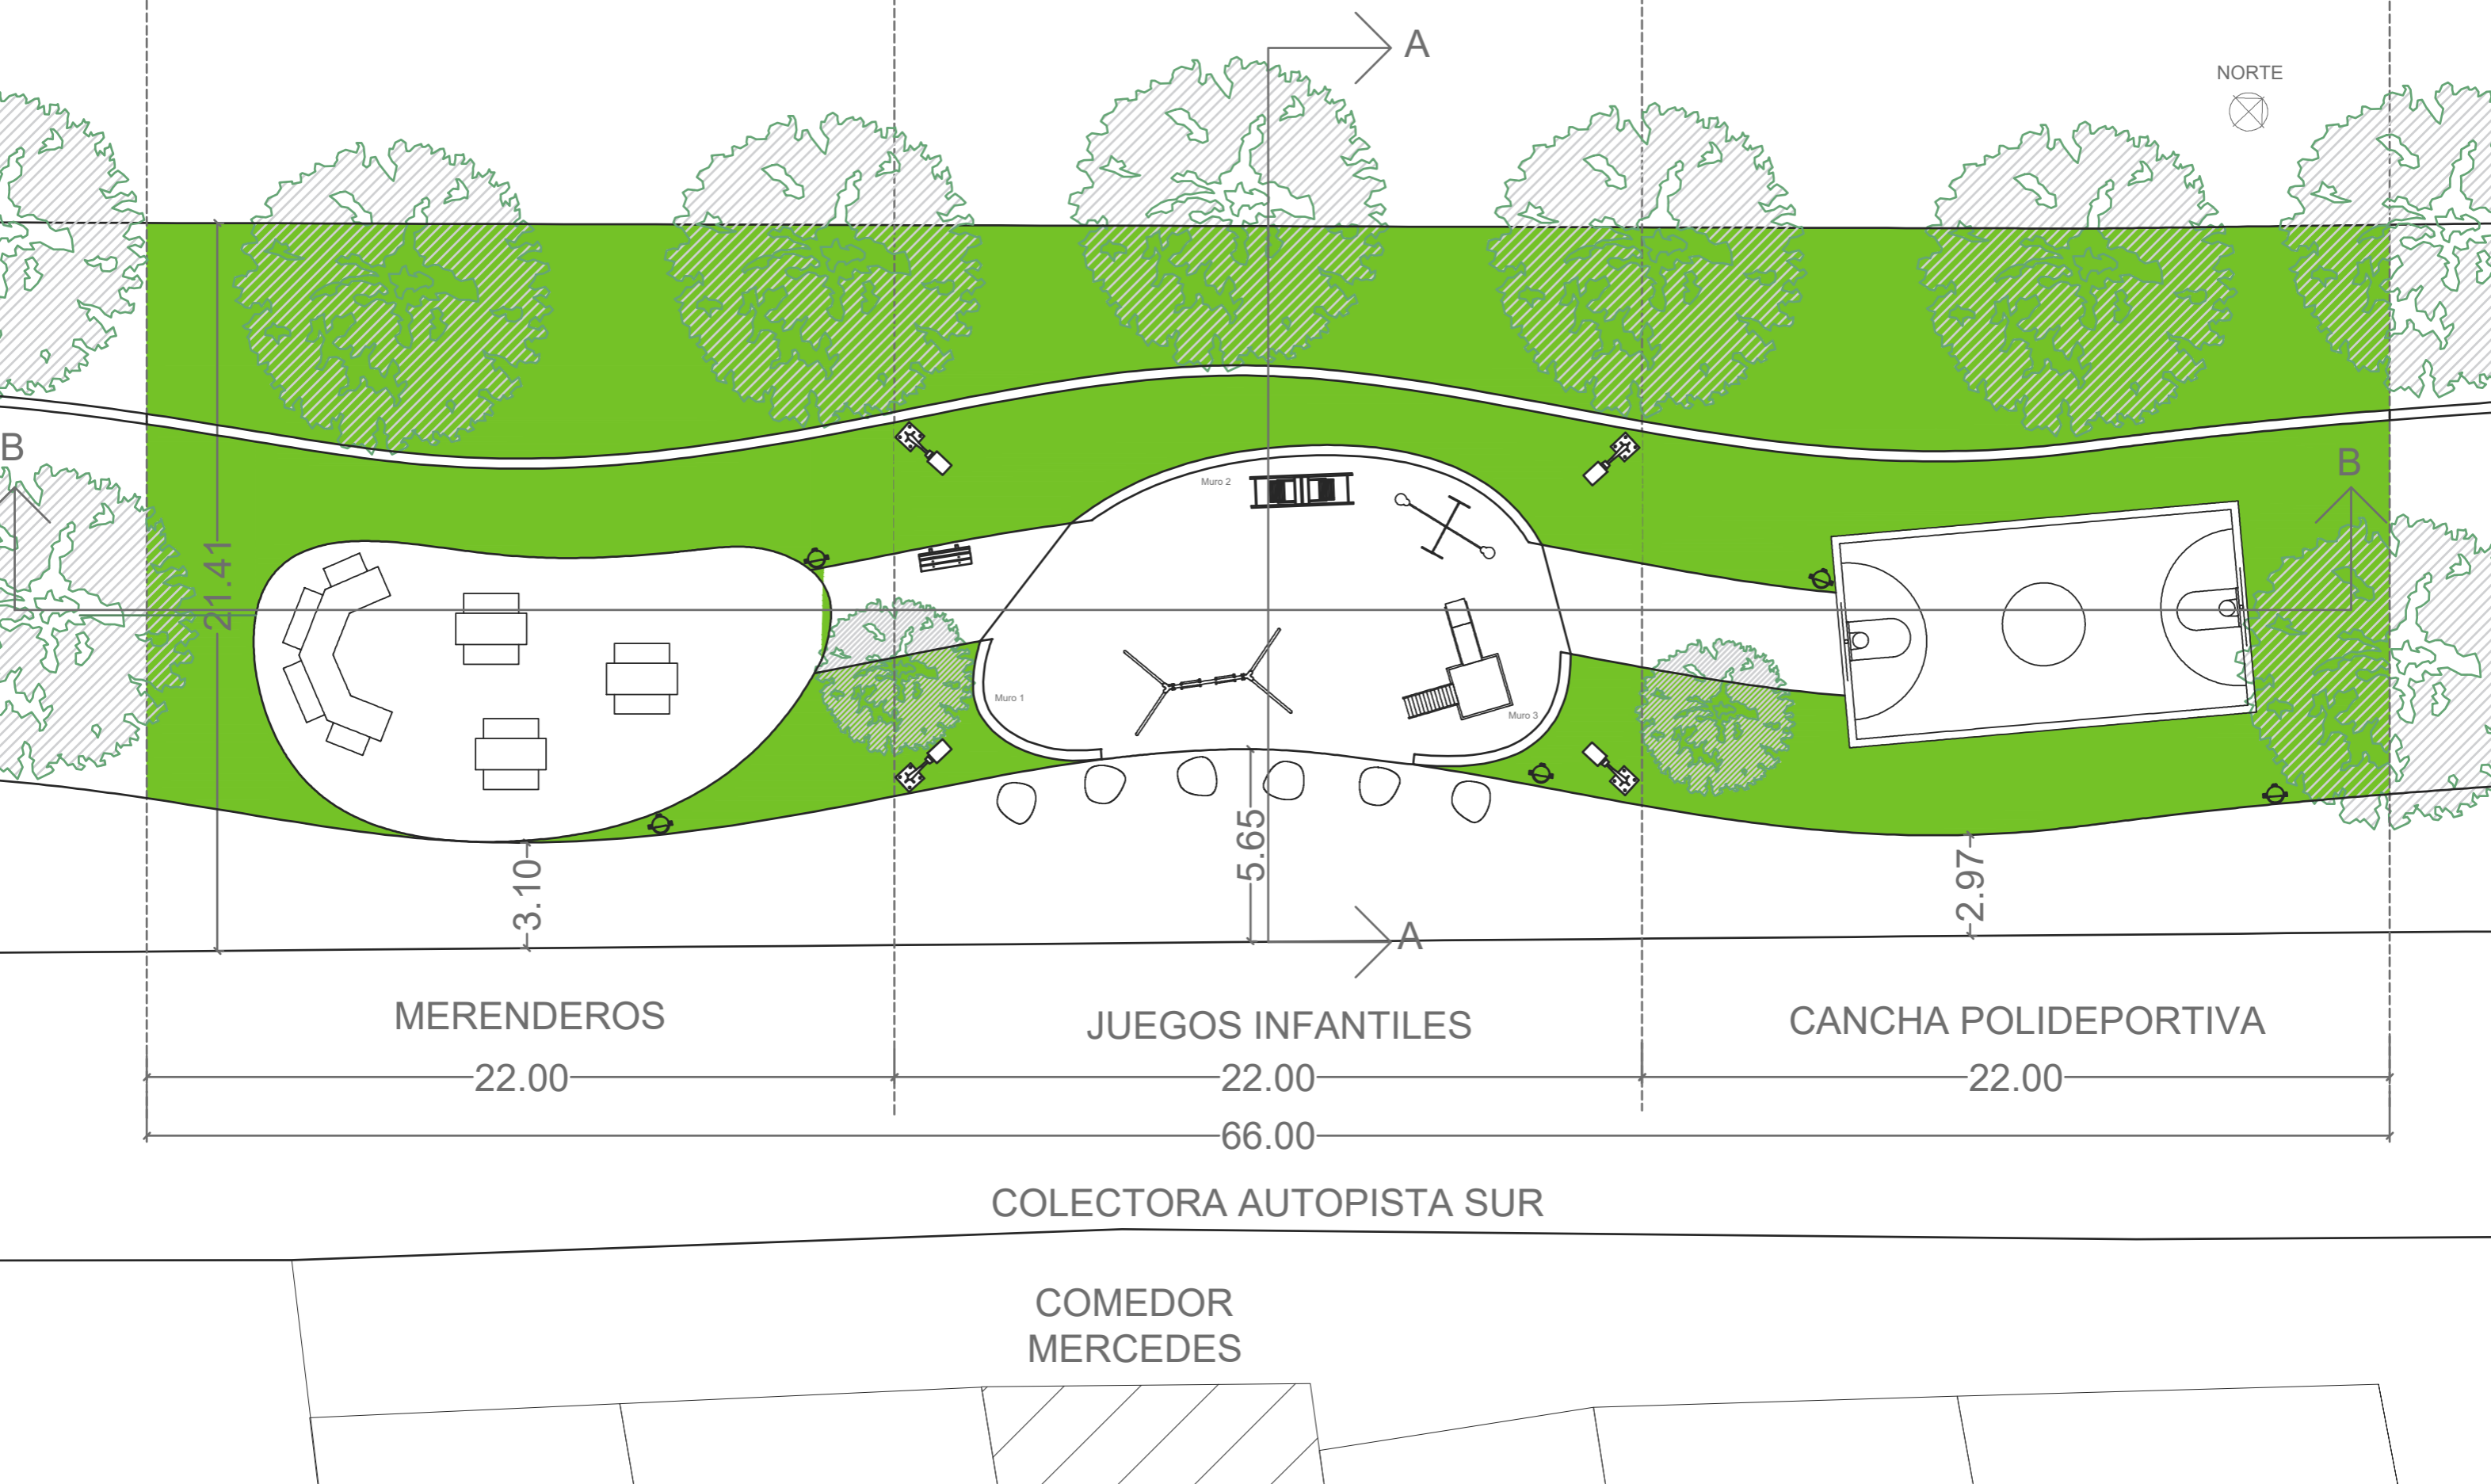 A
NORTE
B
B
Muro 2
21.41
Muro 1
Muro 3
3.10
5.65
2.97
A
MERENDEROS
JUEGOS INFANTILES
CANCHA POLIDEPORTIVA
22.00
22.00
22.00
66.00
COLECTORA AUTOPISTA SUR
COMEDOR
MERCEDES